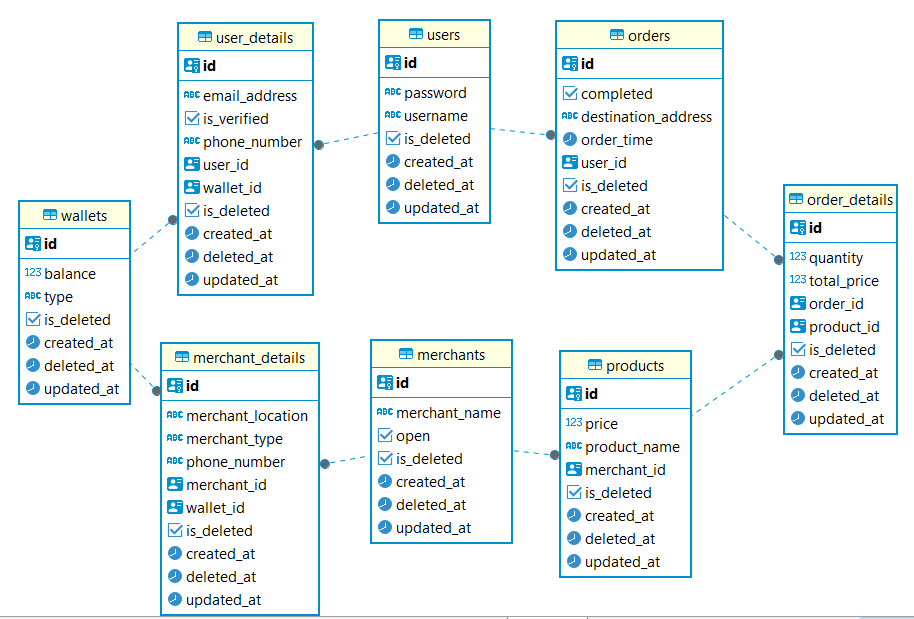 user_details
id
ABC email_address
is_verified
ABC phone_number
user_id
wallet_id
is_deleted
created_at
deleted_at
updated_at
users
id
ABC password
ABC username
is_deleted
created_at
deleted_at
updated_at
orders
id
completed
ABC destination_address
order_time
user_id
is_deleted
created_at
deleted_at
updated_at
wallets
id
123 balance
ABC type
is_deleted
created_at
deleted_at
updated_at
order_details
id
123 quantity
123 total_price
order_id
product_id
is_deleted
created_at
deleted_at
updated_at
merchant_details
id
ABC merchant_location
ABC merchant_type
ABC phone_number
merchant_id
wallet_id
is_deleted
created_at
deleted_at
updated_at
merchants
id
ABC merchant_name
open
is_deleted
created_at
deleted_at
updated_at
products
id
123 price
ABC product_name
merchant_id
is_deleted
created_at
deleted_at
updated_at